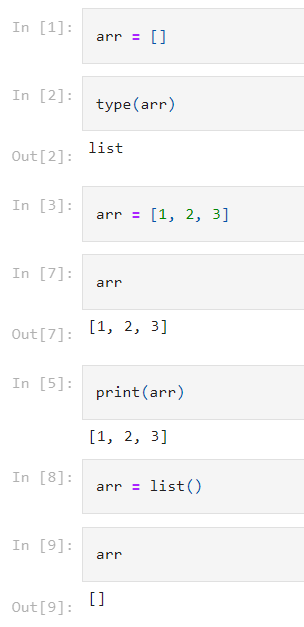 In [1]: arr = []
In [2]: type(arr)
Out[2]: list
In [3]: arr = [1, 2, 3]
In [7]: arr
Out[7]: [1, 2, 3]
In [5]: print(arr)
[1, 2, 3]
In [8]: arr = list()
In [9]: arr
Out[9]: []